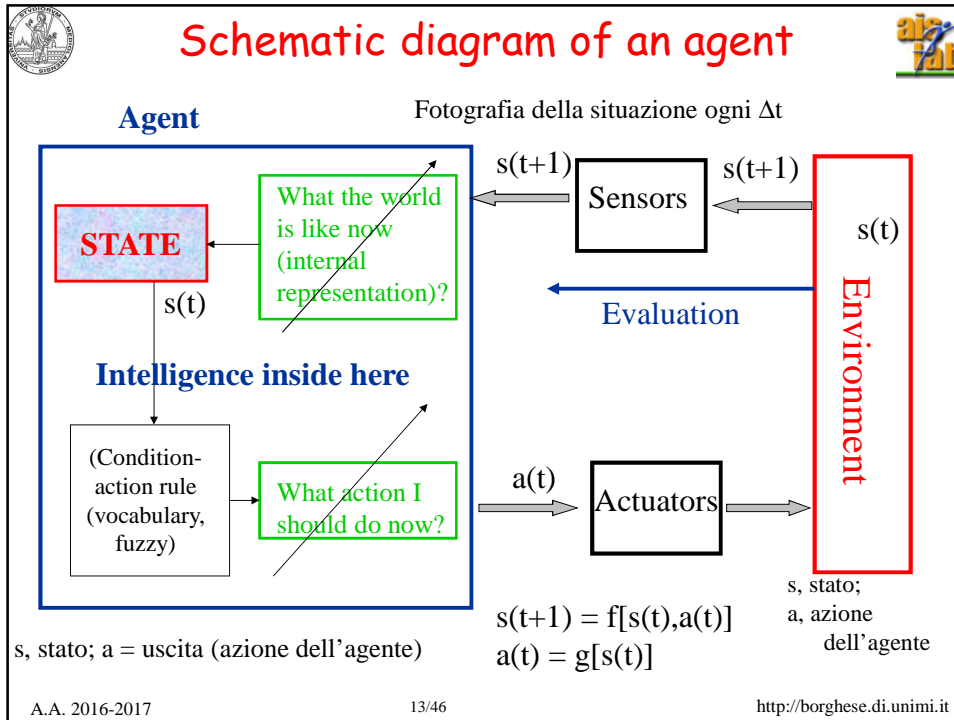 Schematic diagram of an agent
Agent
Fotografia della situazione ogni Δt
s(t+1)
Sensors
s(t+1)
s(t)
What the world
is like now
(internal
representation)?
STATE
s(t)
Evaluation
Environment
Intelligence inside here
(Condition-
action rule
(vocabulary,
fuzzy)
What action I
should do now?
a(t)
Actuators
s, stato;
a, azione
dell'agente
s(t+1) = f[s(t),a(t)]
a(t) = g[s(t)]
s, stato; a = uscita (azione dell'agente)
A.A. 2016-2017
13/46
http://borghese.di.unimi.it